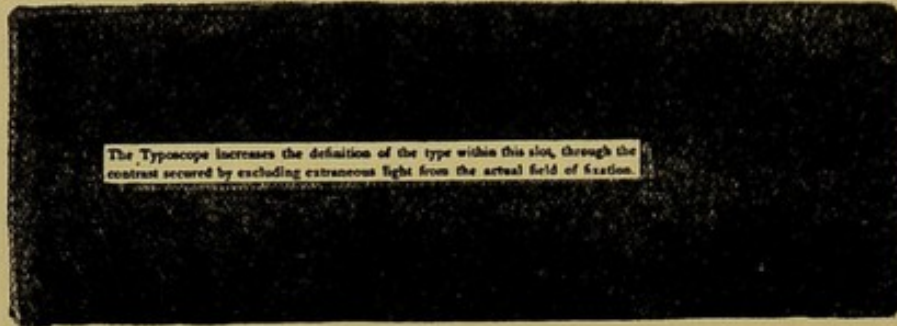 The Typoscope increases the definition of the type within this slot, through the
contrast secured by excluding extraneous light from the actual field of fixation.